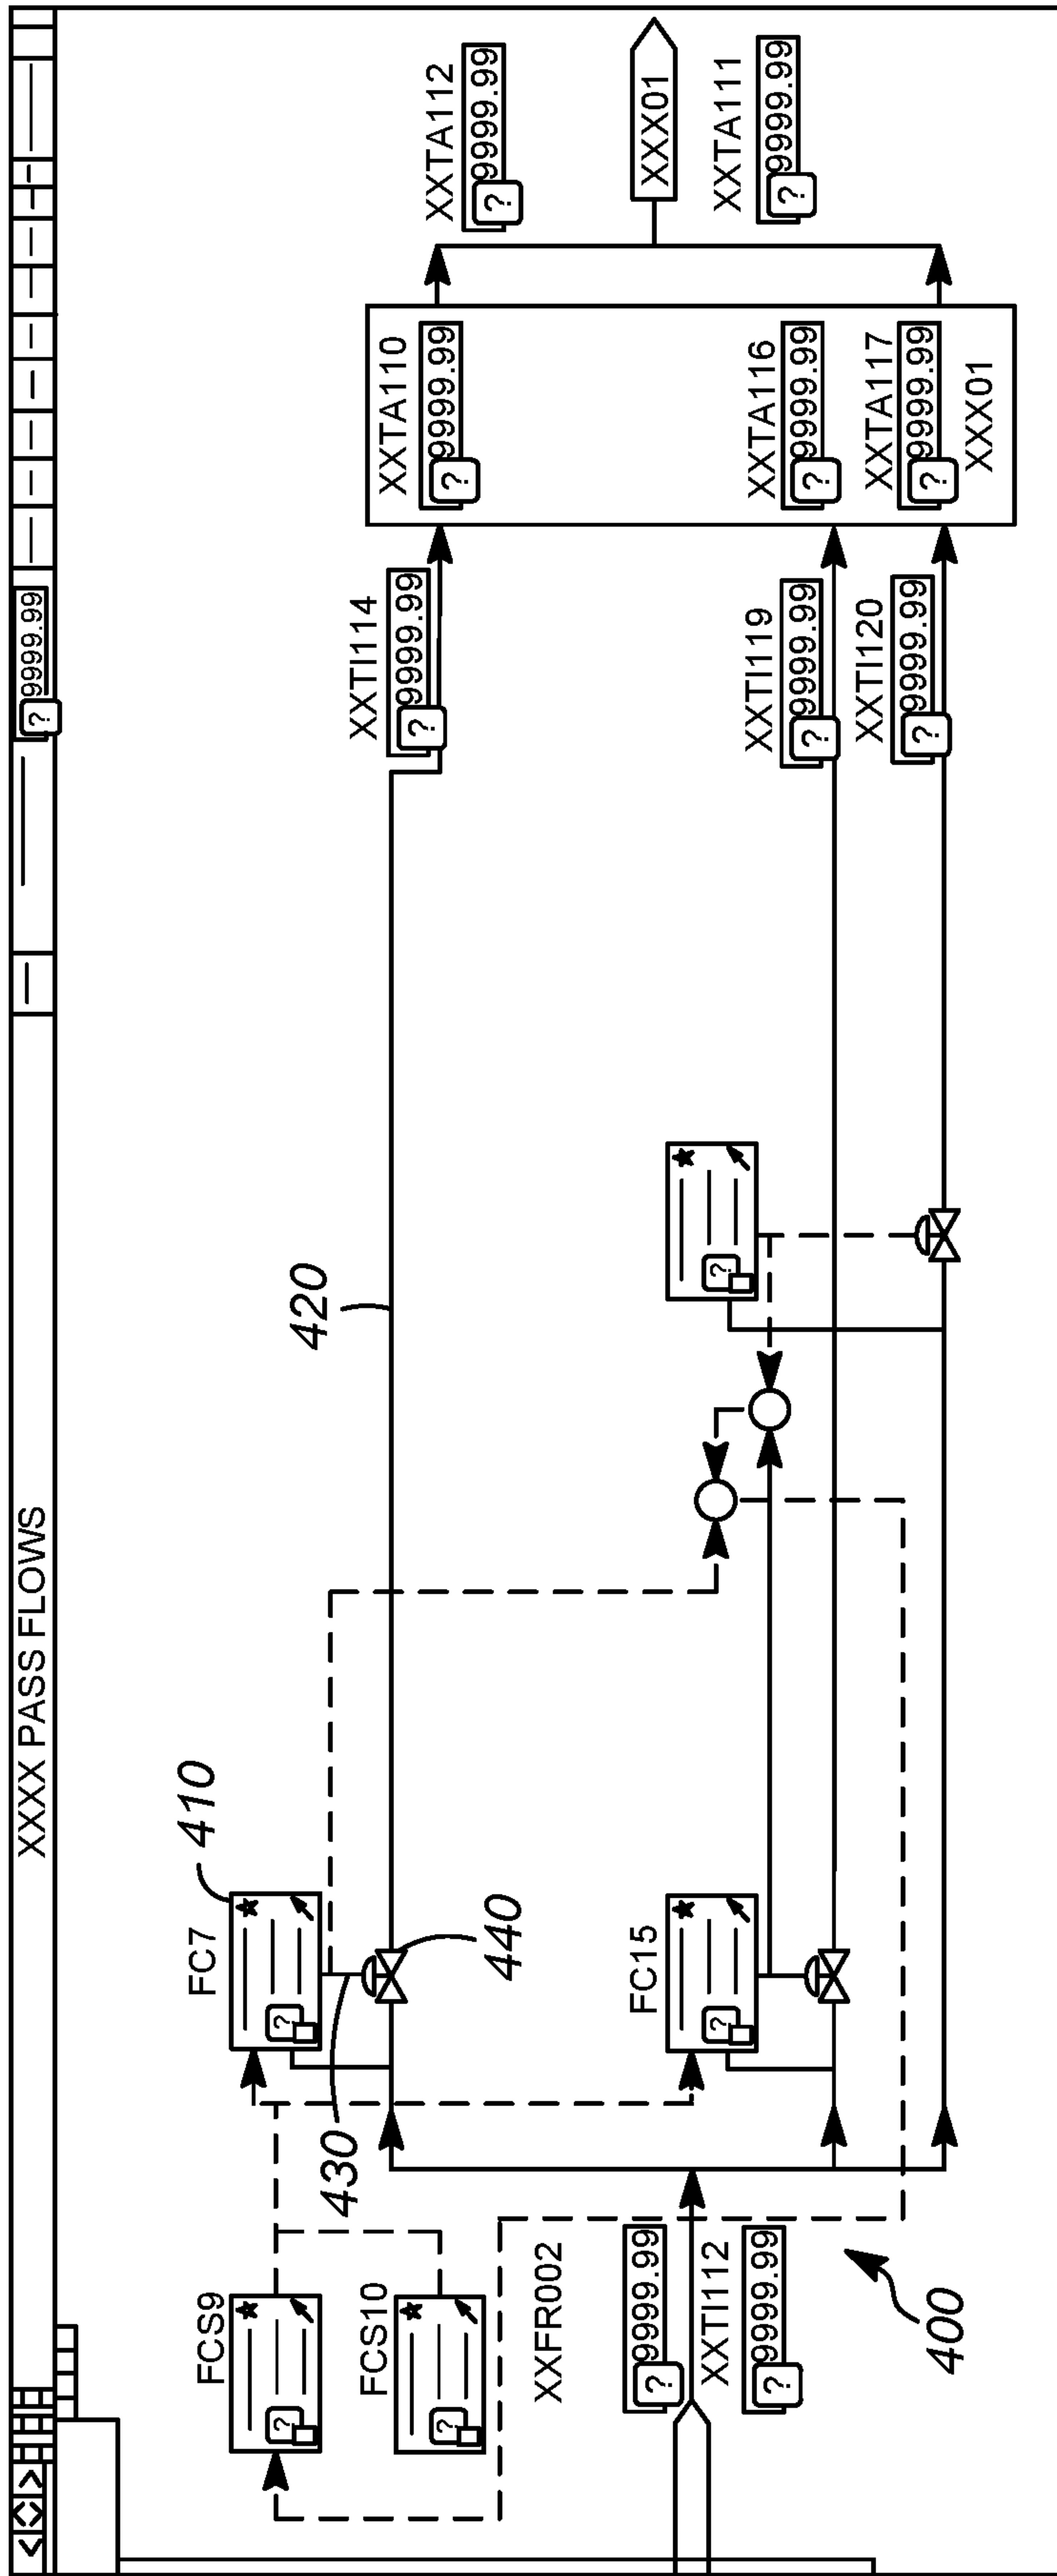 XXXX PASS FLOWS
? 9999.99
FCS9
?
FCS10
?
FC7
?
410
430
440
420
XXTI114
? 9999.99
XXTA110
? 9999.99
XXTA112
? 9999.99
XXX01
XXFR002
? 9999.99
XXTI112
? 9999.99
FC15
?
?
XXTI119
? 9999.99
XXTA116
? 9999.99
XXTA111
? 9999.99
XXTI120
? 9999.99
XXTA117
? 9999.99
XXX01
400